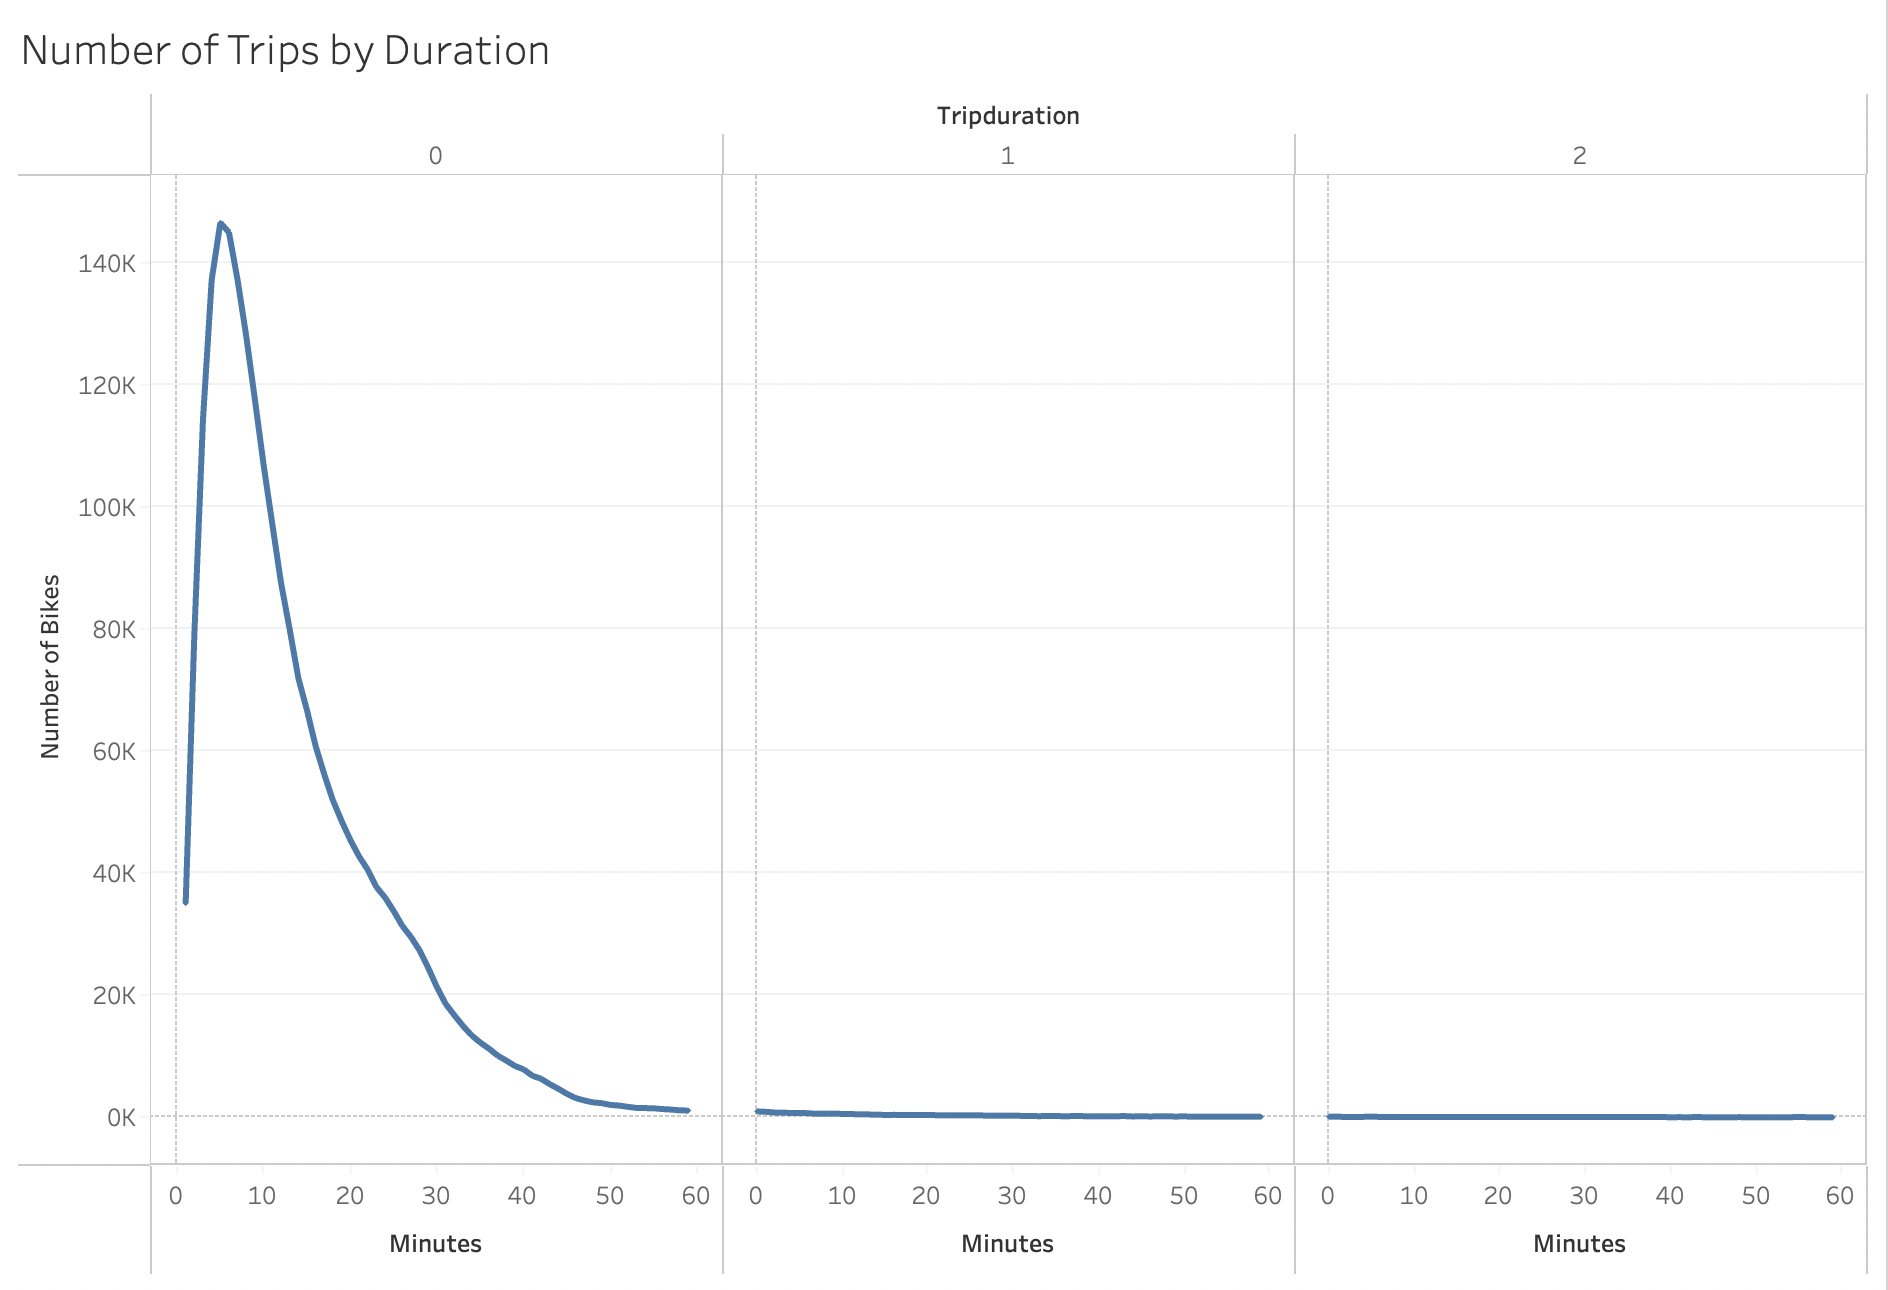 Number of Trips by Duration
Tripduration
0 1 2
140K
120K
100K
80K
60K
40K
20K
0K
Number of Bikes
0 10 20 30 40 50 60 0 10 20 30 40 50 60 0 10 20 30 40 50 60
Minutes Minutes Minutes